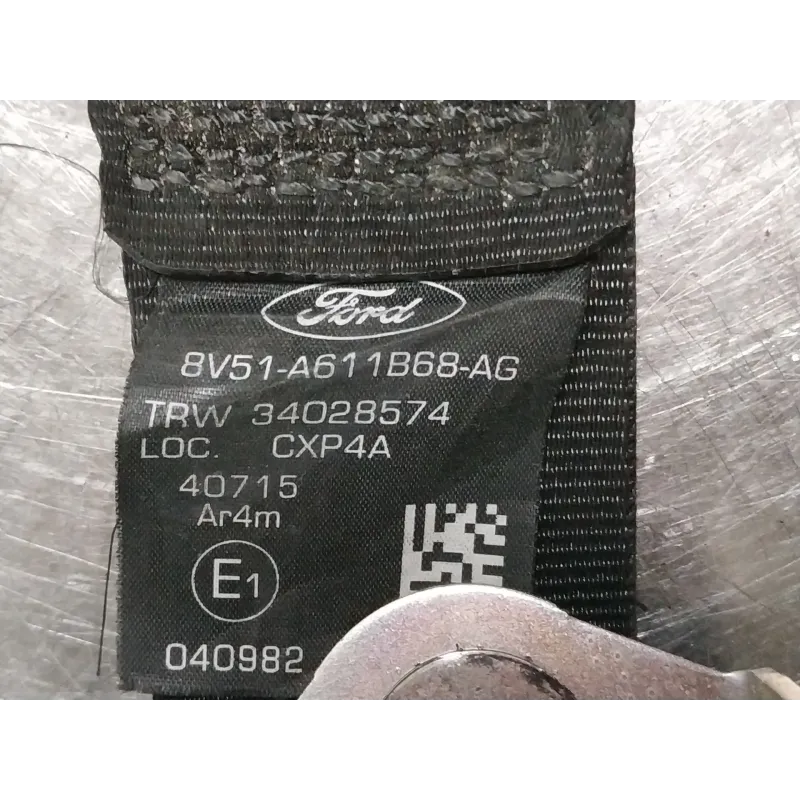 Ford
8V51-A611B68-AG
TRW 34028574
LOC. CXP4A
40715
Ar4m
E1
040982